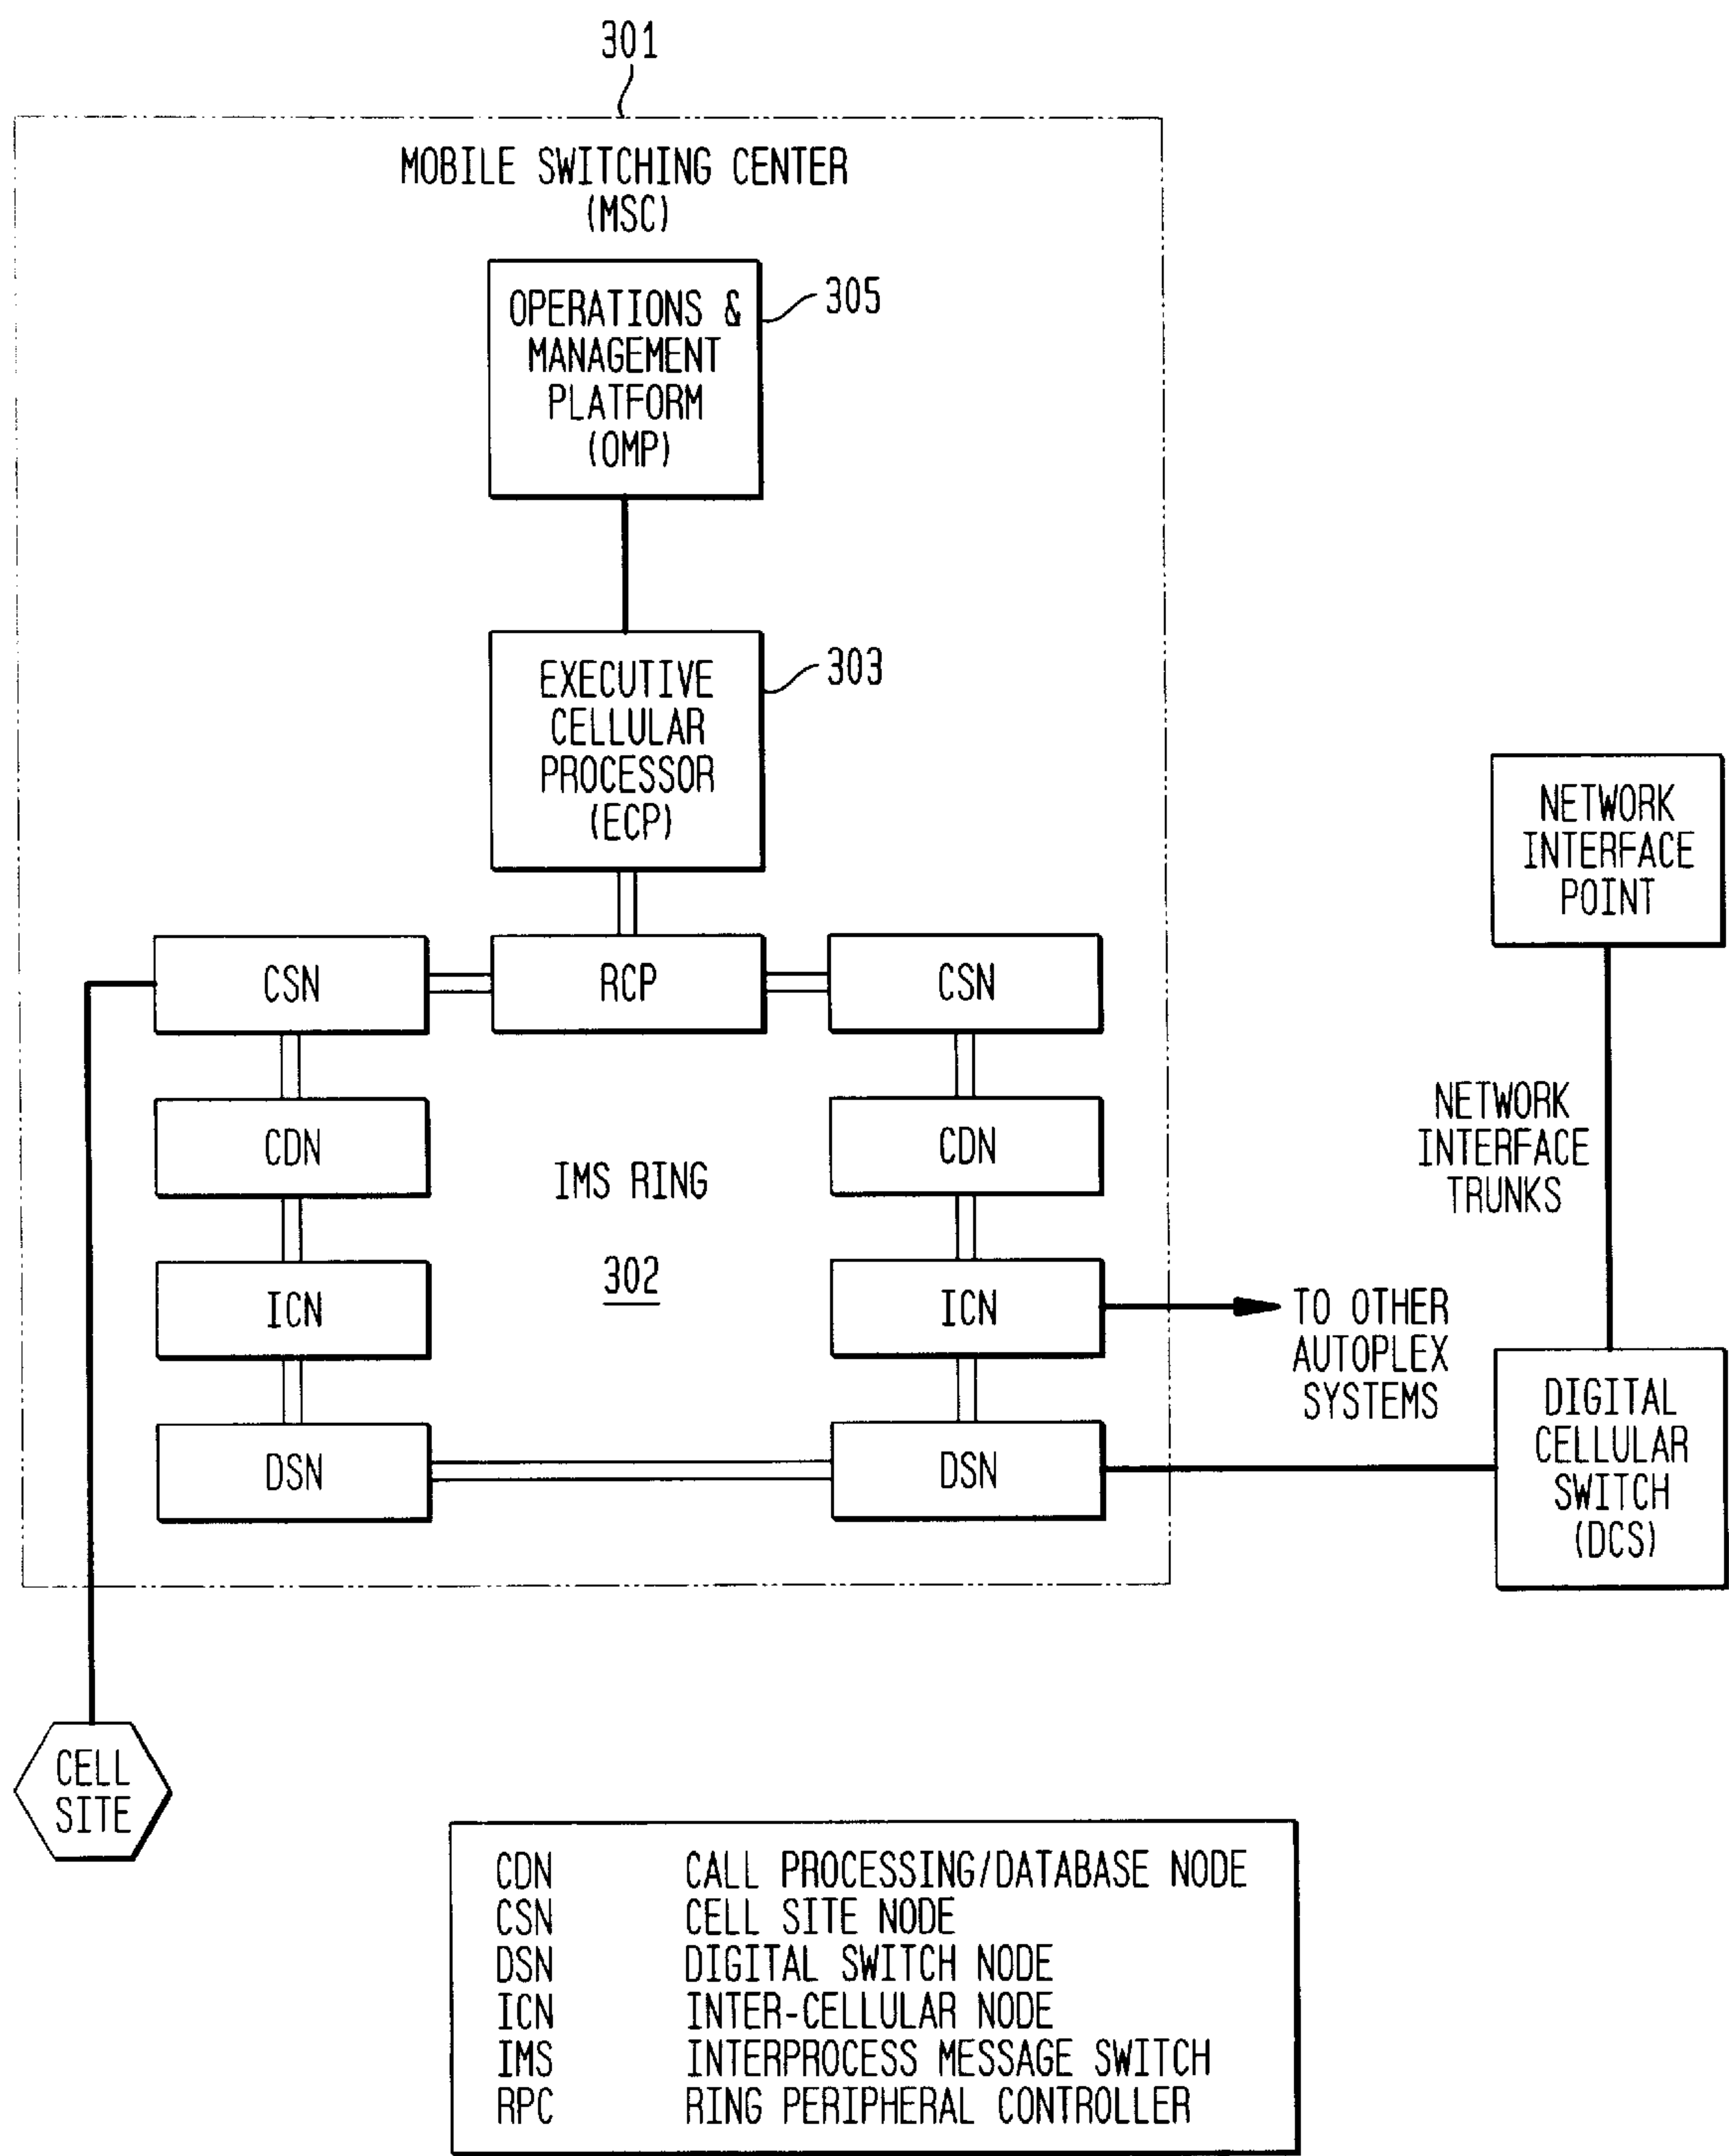 301
MOBILE SWITCHING CENTER
(MSC)
OPERATIONS &
MANAGEMENT
PLATFORM
(OMP)
305
EXECUTIVE
CELLULAR
PROCESSOR
(ECP)
303
NETWORK
INTERFACE
POINT
CSN
RCP
CSN
CDN
IMS RING
CDN
NETWORK
INTERFACE
TRUNKS
ICN
302
ICN
TO OTHER
AUTOPLEX
SYSTEMS
DSN
DSN
DIGITAL
CELLULAR
SWITCH
(DCS)
CELL
SITE
CDN CALL PROCESSING/DATABASE NODE
CSN CELL SITE NODE
DSN DIGITAL SWITCH NODE
ICN INTER-CELLULAR NODE
IMS INTERPROCESS MESSAGE SWITCH
RPC RING PERIPHERAL CONTROLLER